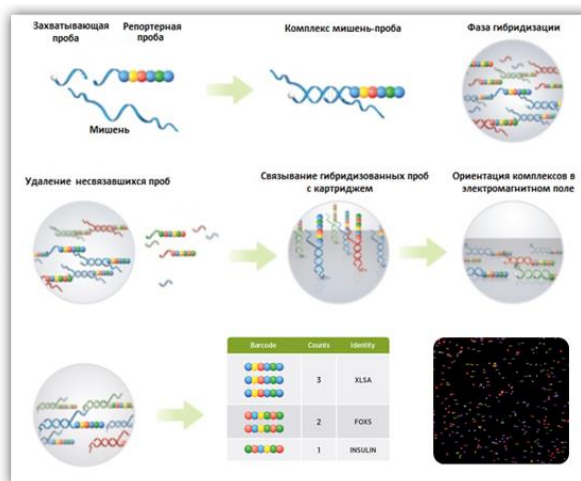 Захватывающая
проба
Репортерная
проба
Мишень
Комплекс мишень-проба
Фаза гибридизации
Удаление несвязавшихся проб
Связывание гибридизованных проб
с картриджем
Ориентация комплексов в
электромагнитном поле
Barcode Counts Identity
3 XLSA
2 FOX5
1 INSULIN